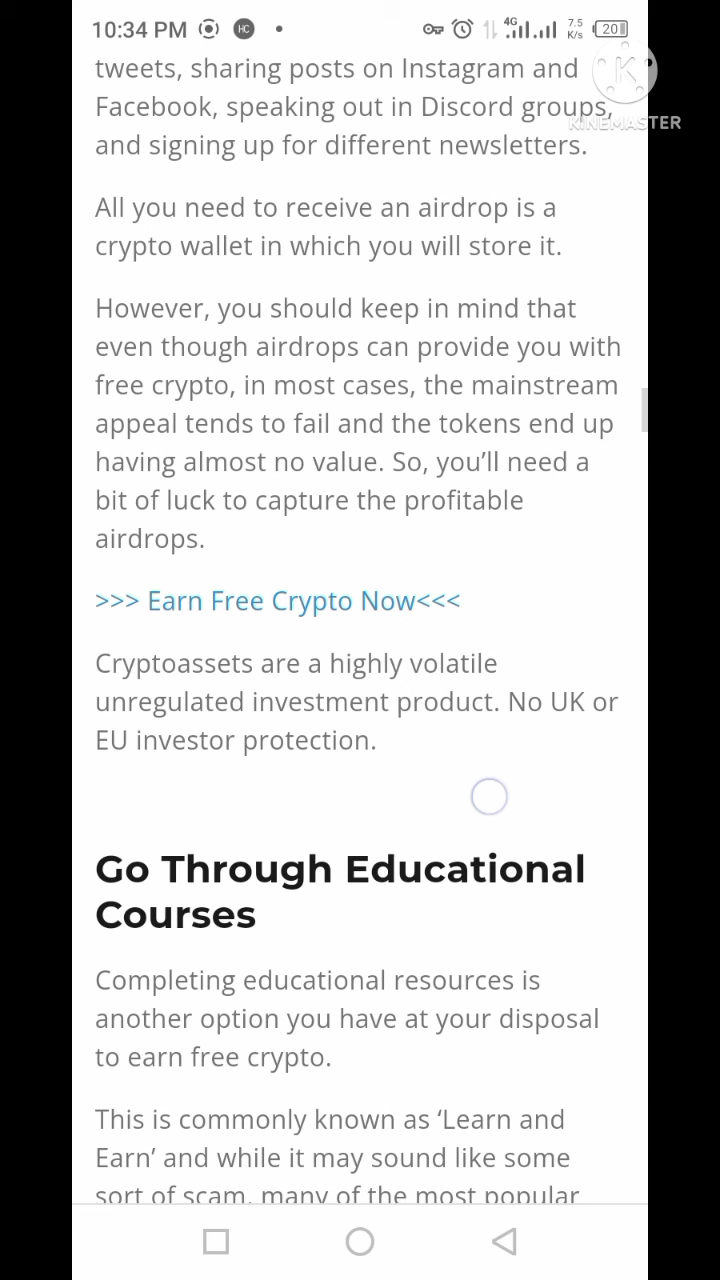 10:34 PM HC 4G 7.5 K/s 20
KINEMASTER
tweets, sharing posts on Instagram and
Facebook, speaking out in Discord groups,
and signing up for different newsletters.
All you need to receive an airdrop is a
crypto wallet in which you will store it.
However, you should keep in mind that
even though airdrops can provide you with
free crypto, in most cases, the mainstream
appeal tends to fail and the tokens end up
having almost no value. So, you’ll need a
bit of luck to capture the profitable
airdrops.
>>> Earn Free Crypto Now<<<
Cryptoassets are a highly volatile
unregulated investment product. No UK or
EU investor protection.
Go Through Educational
Courses
Completing educational resources is
another option you have at your disposal
to earn free crypto.
This is commonly known as ‘Learn and
Earn’ and while it may sound like some
sort of scam, many of the most popular